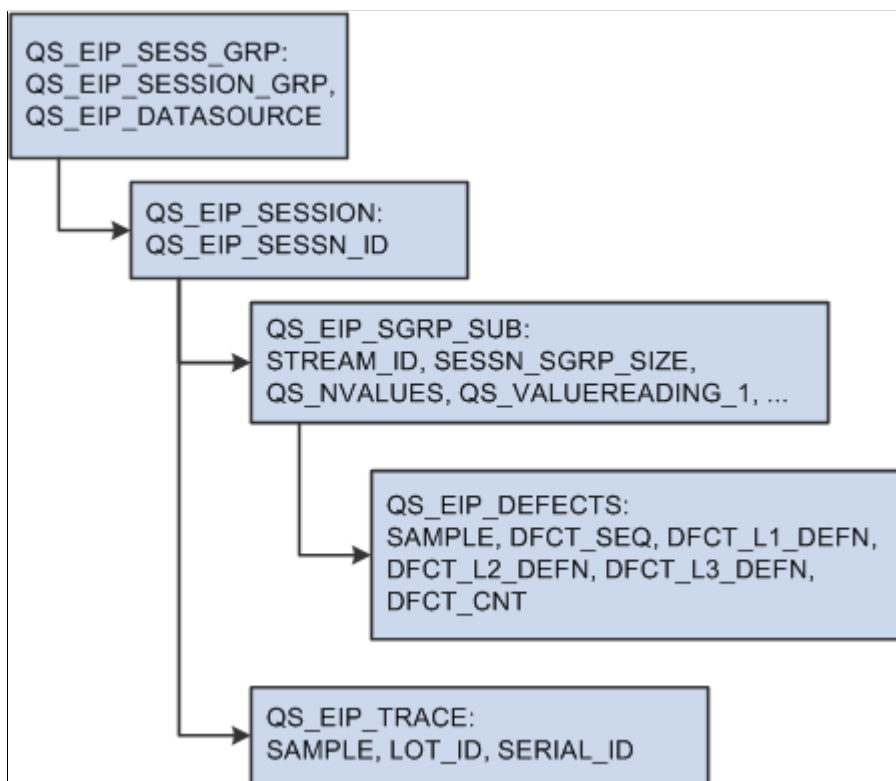 QS_EIP_SESS_GRP:
QS_EIP_SESSION_GRP,
QS_EIP_DATASOURCE
QS_EIP_SESSION:
QS_EIP_SESSN_ID
QS_EIP_SGRP_SUB:
STREAM_ID, SESSN_SGRP_SIZE,
QS_NVALUES, QS_VALUEREADING_1, ...
QS_EIP_DEFECTS:
SAMPLE, DFCT_SEQ, DFCT_L1_DEFN,
DFCT_L2_DEFN, DFCT_L3_DEFN,
DFCT_CNT
QS_EIP_TRACE:
SAMPLE, LOT_ID, SERIAL_ID